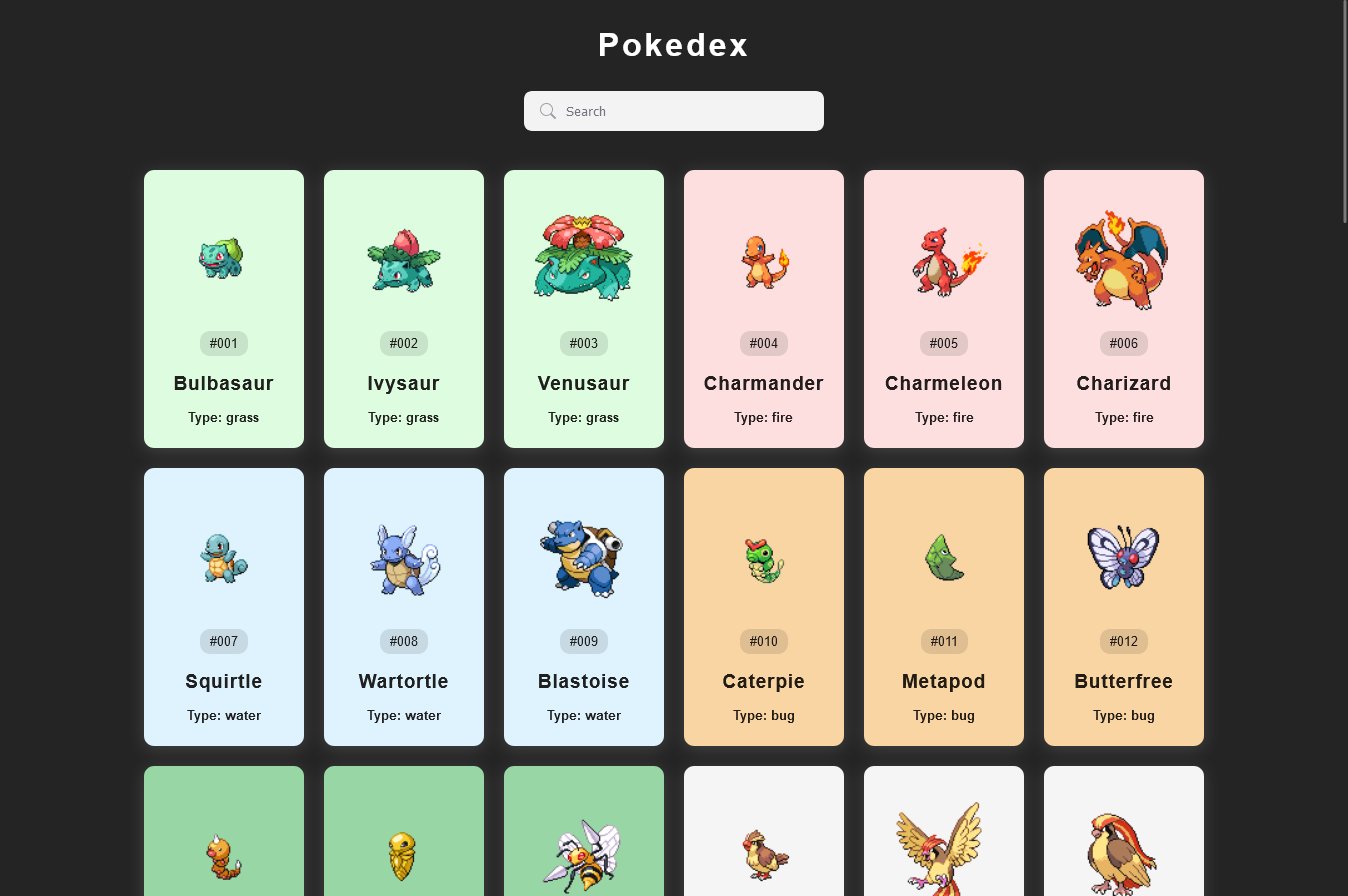 Pokedex
Search
#001 #002 #003 #004 #005 #006
Bulbasaur Ivysaur Venusaur Charmander Charmeleon Charizard
Type: grass Type: grass Type: grass Type: fire Type: fire Type: fire
#007 #008 #009 #010 #011 #012
Squirtle Wartortle Blastoise Caterpie Metapod Butterfree
Type: water Type: water Type: water Type: bug Type: bug Type: bug